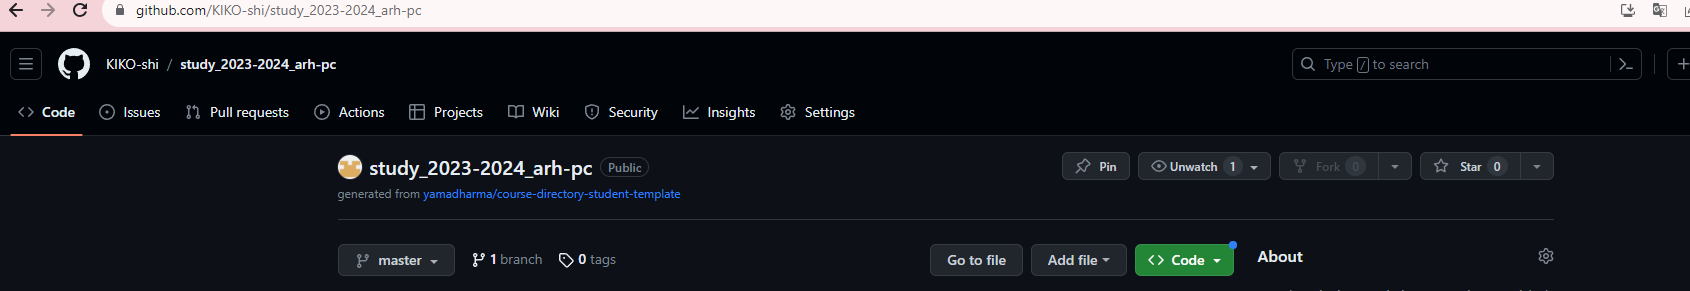 github.com/KIKO-shi/study_2023-2024_arh-pc
KIKO-shi / study_2023-2024_arh-pc
Type / to search
Code Issues Pull requests Actions Projects Wiki Security Insights Settings
study_2023-2024_arh-pc Public
Pin Unwatch 1 Fork 0 Star 0
generated from yamadharma/course-directory-student-template
master 1 branch 0 tags Go to file Add file Code About